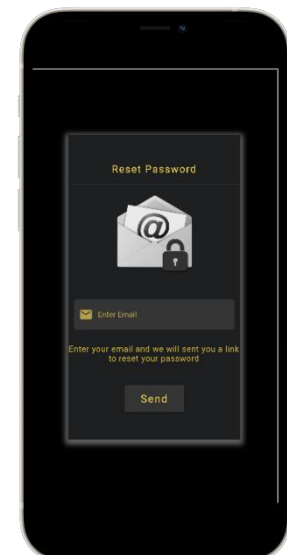 Reset Password
@
Enter Email
Enter your email and we will sent you a link
to reset your password
Send